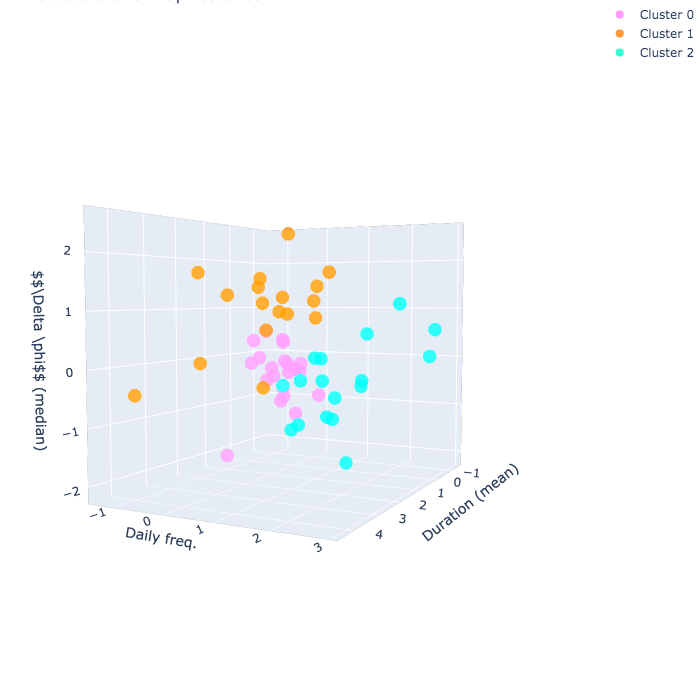 Cluster 0
Cluster 1
Cluster 2
2
1
0
−1
−2
$$\Delta \phi$$ (median)
−1
0
1
2
3
Daily freq.
4
3
2
1
0
−1
Duration (mean)